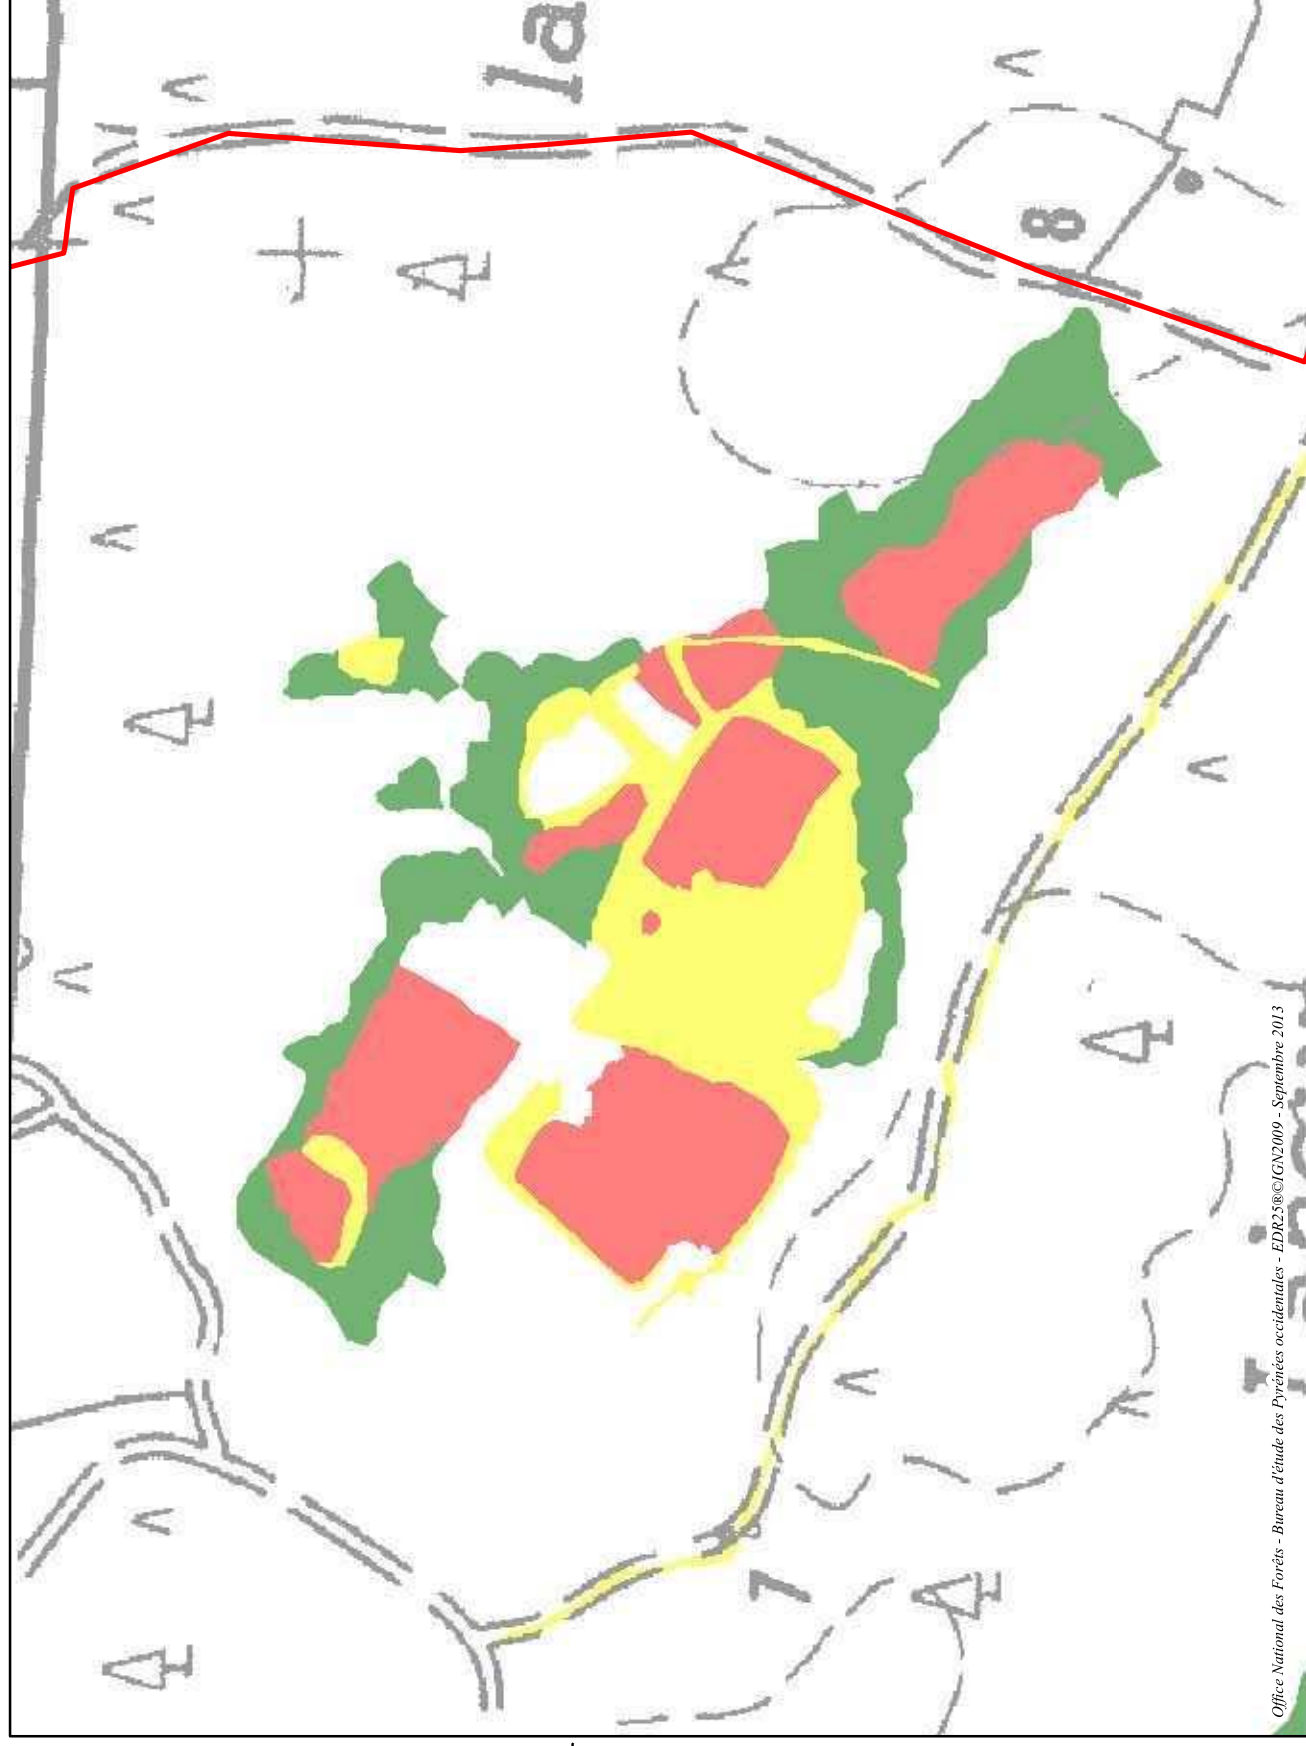 la
8
7
Office National des Forêts - Bureau d'étude des Pyrénées occidentales - EDR25®©IGN2009 - Septembre 2013